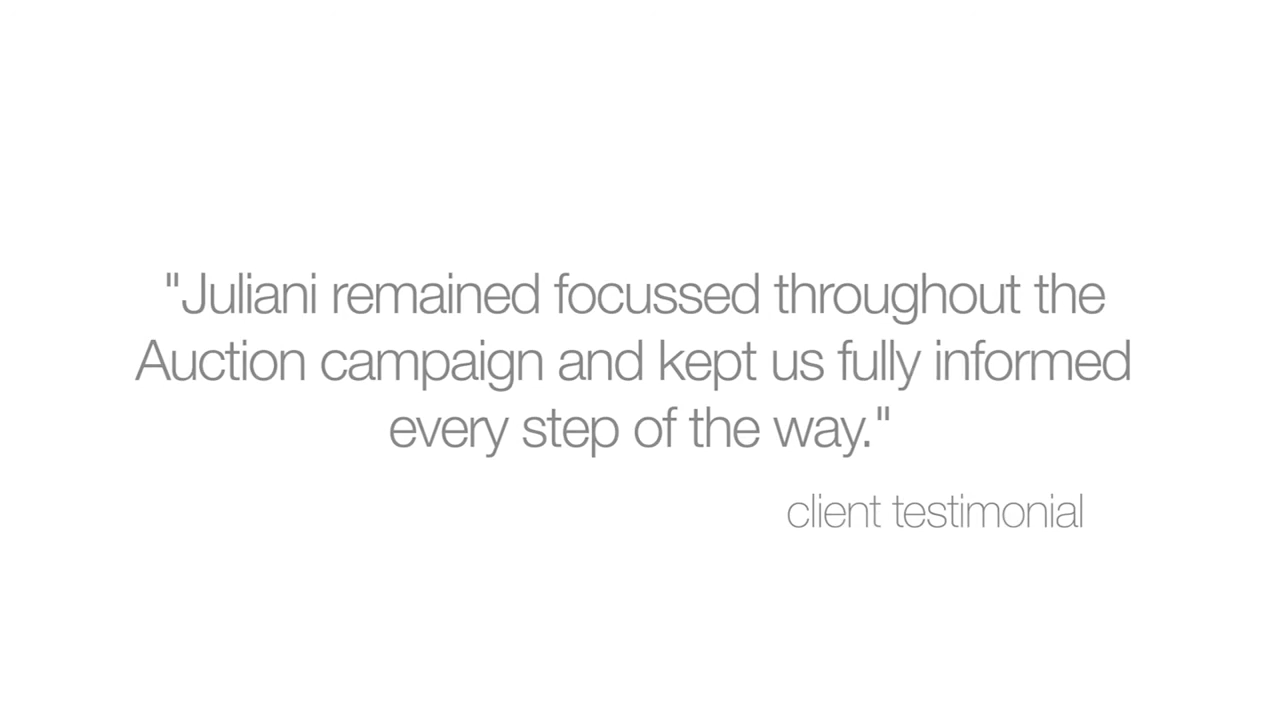 "Juliani remained focussed throughout the
Auction campaign and kept us fully informed
every step of the way."
client testimonial